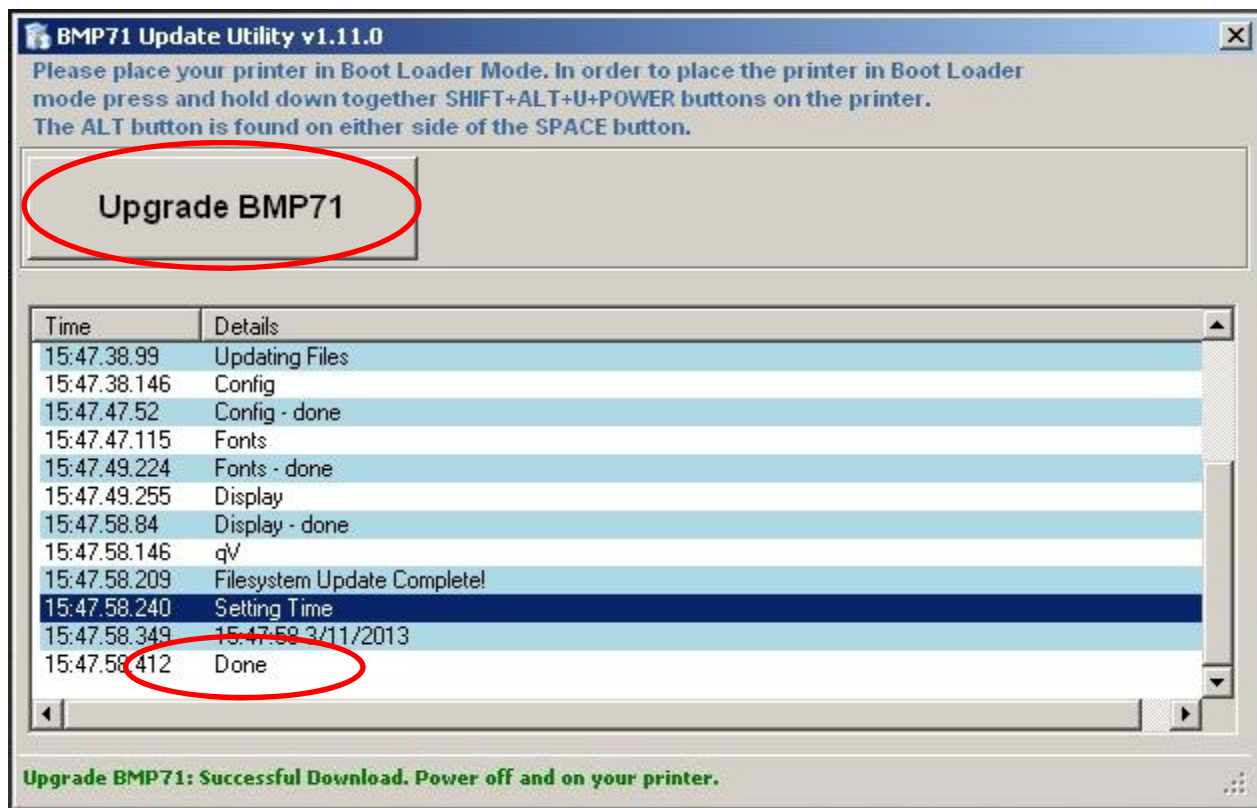 BMP71 Update Utility v1.11.0
Please place your printer in Boot Loader Mode. In order to place the printer in Boot Loader
mode press and hold down together SHIFT+ALT+U+POWER buttons on the printer.
The ALT button is found on either side of the SPACE button.
Upgrade BMP71
Time Details
15:47.38.99 Updating Files
15:47.38.146 Config
15:47.47.52 Config - done
15:47.47.115 Fonts
15:47.49.224 Fonts - done
15:47.49.255 Display
15:47.58.84 Display - done
15:47.58.146 qV
15:47.58.209 Filesystem Update Complete!
15:47.58.240 Setting Time
15:47.58.349 15:47:58 3/11/2013
15:47.58.412 Done
Upgrade BMP71: Successful Download. Power off and on your printer.